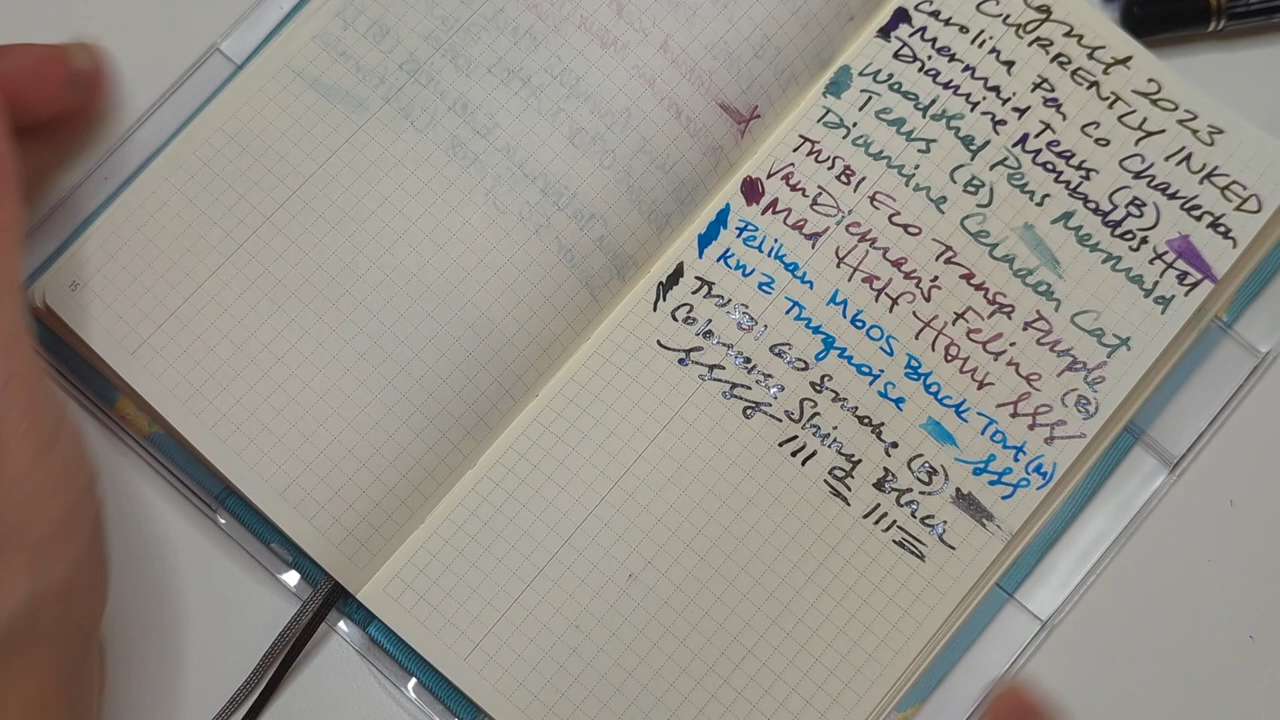 August 2023
CURRENTLY INKED
Carolina Pen Co Charleston
Mermaid Tears (B)
Diamine Monboddos Hat
Woodshed Pens Mermaid
Tears (B)
Diamine Celadon Cat
TWSBI Eco Transp Purple (B)
Van Dieman's Feline
Mad Half Hour
Pelikan M605 Black Tort (M)
KWZ Turquoise
TWSBI GO Smoke (B)
Colorverse Shiny Black
15